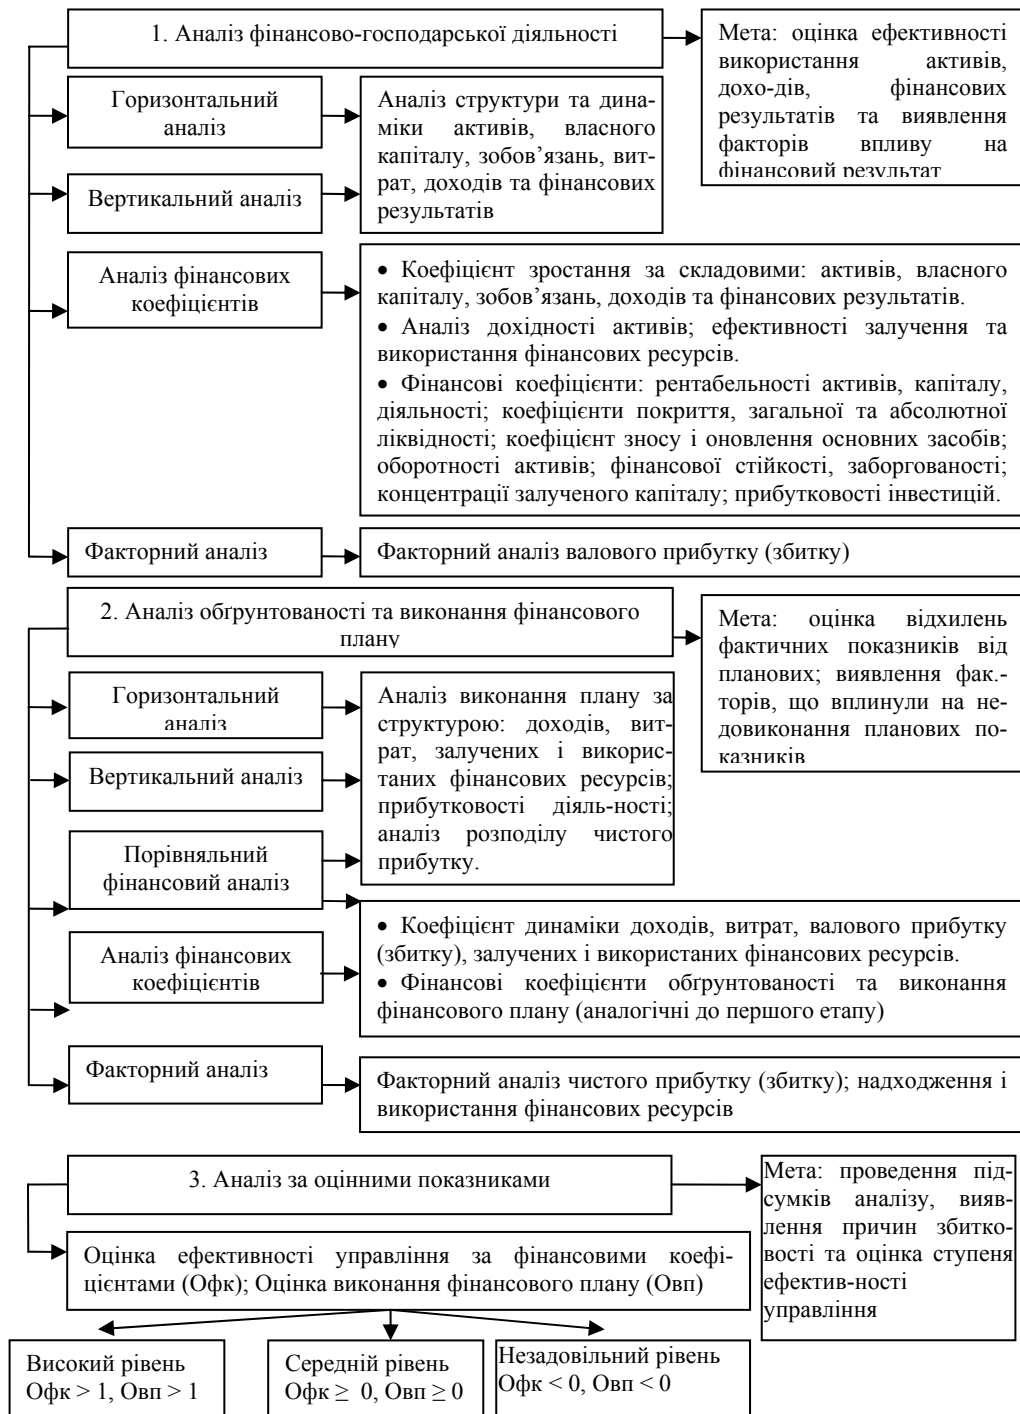 1. Аналіз фінансово-господарської діяльності
Мета: оцінка ефективності
використання активів,
дохо-дів, фінансових
результатів та виявлення
факторів впливу на
фінансовий результат
Горизонтальний
аналіз
Вертикальний аналіз
Аналіз структури та дина-
міки активів, власного
капіталу, зобов’язань, вит-
рат, доходів та фінансових
результатів
Аналіз фінансових
коефіцієнтів
• Коефіцієнт зростання за складовими: активів, власного
капіталу, зобов’язань, доходів та фінансових результатів.
• Аналіз дохідності активів; ефективності залучення та
використання фінансових ресурсів.
• Фінансові коефіцієнти: рентабельності активів, капіталу,
діяльності; коефіцієнти покриття, загальної та абсолютної
ліквідності; коефіцієнт зносу і оновлення основних засобів;
оборотності активів; фінансової стійкості, заборгованості;
концентрації залученого капіталу; прибутковості інвестицій.
Факторний аналіз
Факторний аналіз валового прибутку (збитку)
2. Аналіз обґрунтованості та виконання фінансового
плану
Мета: оцінка відхилень
фактичних показників від
планових; виявлення фак.-
торів, що вплинули на не-
довиконання планових по-
казників
Горизонтальний
аналіз
Вертикальний аналіз
Порівняльний
фінансовий аналіз
Аналіз виконання плану за
структурою: доходів, вит-
рат, залучених і викорис-
таних фінансових ресурсів;
прибутковості діяль-ності;
аналіз розподілу чистого
прибутку.
Аналіз фінансових
коефіцієнтів
• Коефіцієнт динаміки доходів, витрат, валового прибутку
(збитку), залучених і використаних фінансових ресурсів.
• Фінансові коефіцієнти обґрунтованості та виконання
фінансового плану (аналогічні до першого етапу)
Факторний аналіз
Факторний аналіз чистого прибутку (збитку); надходження і
використання фінансових ресурсів
3. Аналіз за оцінними показниками
Мета: проведення під-
сумків аналізу, вияв-
лення причин збитко-
вості та оцінка ступеня
ефектив-ності
управління
Оцінка ефективності управління за фінансовими коефі-
цієнтами (Офк); Оцінка виконання фінансового плану (Овп)
Високий рівень
Офк > 1, Овп > 1
Середній рівень
Офк ≥ 0, Овп ≥ 0
Незадовільний рівень
Офк < 0, Овп < 0